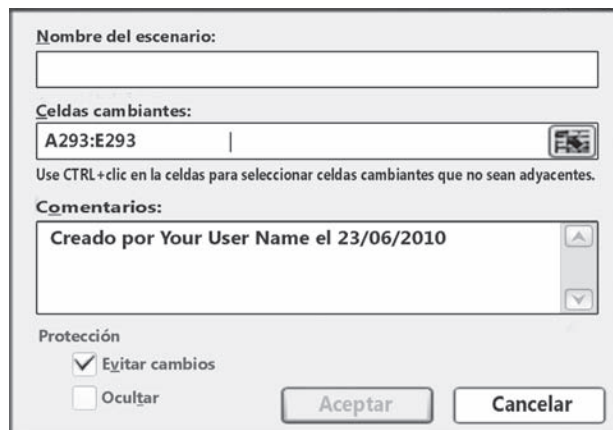 Nombre del escenario:
Celdas cambiantes:
A293:E293
Use CTRL+clic en la celdas para seleccionar celdas cambiantes que no sean adyacentes.
Comentarios:
Creado por Your User Name el 23/06/2010
Protección
Evitar cambios
Ocultar
Aceptar
Cancelar